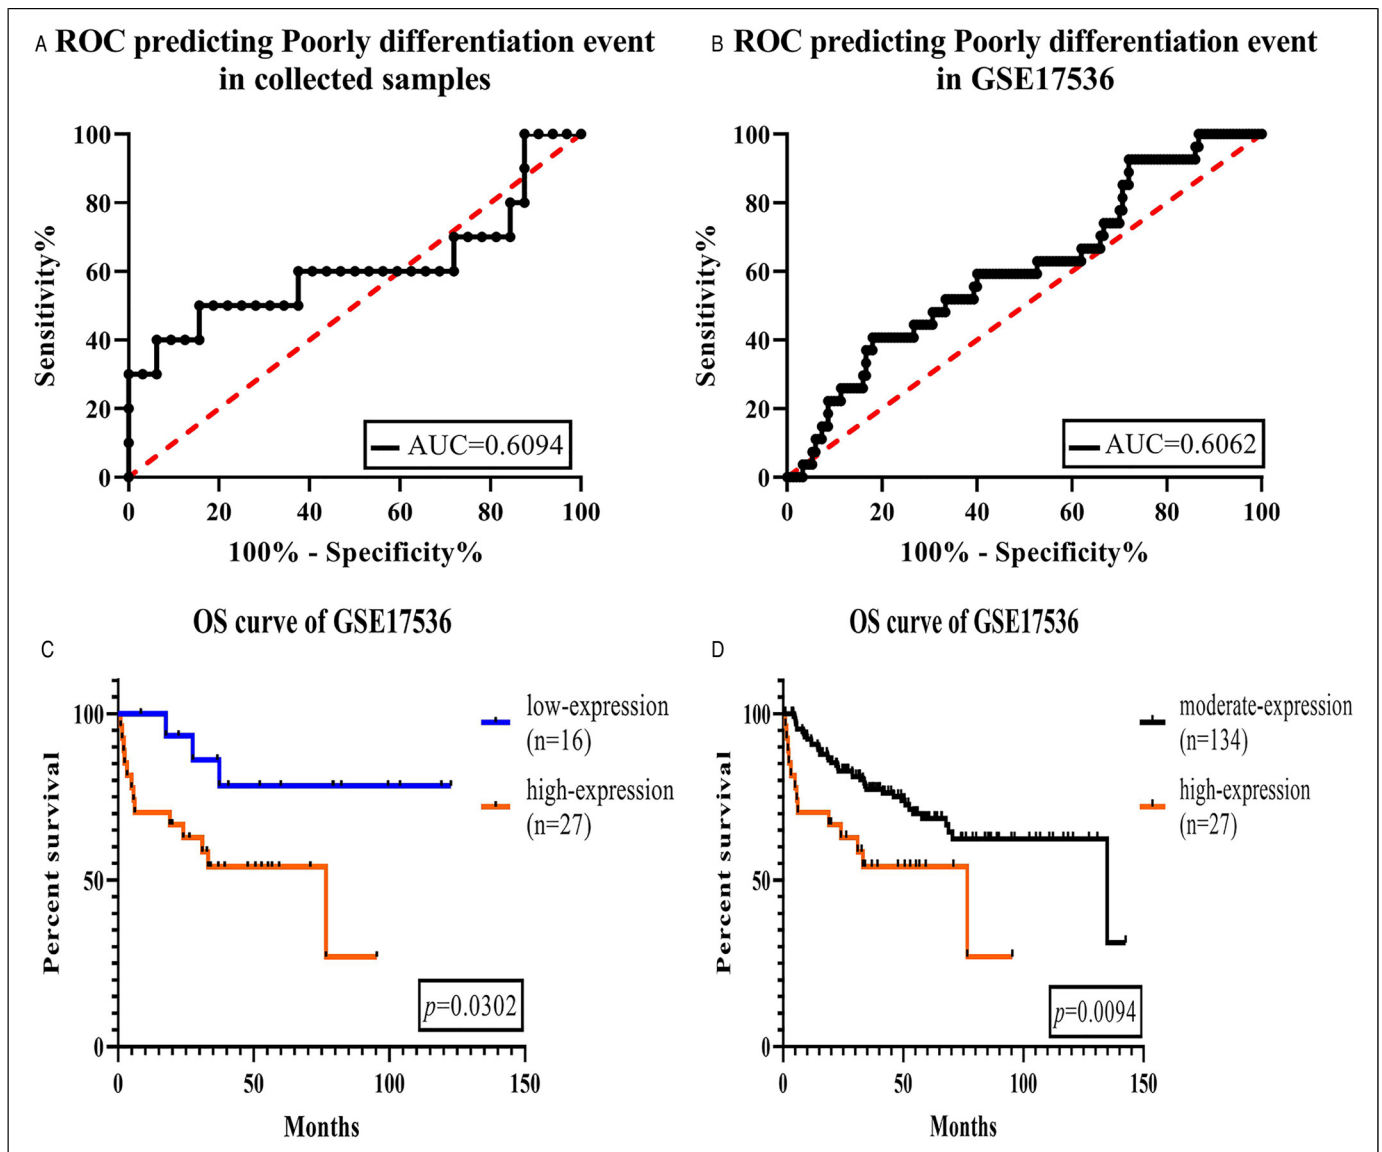 A ROC predicting Poorly differentiation event
in collected samples
100
80
60
40
20
0
Sensitivity%
AUC=0.6094
0 20 40 60 80 100
100% - Specificity%
B ROC predicting Poorly differentiation event
in GSE17536
100
80
60
40
20
0
Sensitivity%
AUC=0.6062
0 20 40 60 80 100
100% - Specificity%
OS curve of GSE17536
C
100
50
0
Percent survival
low-expression
(n=16)
high-expression
(n=27)
p=0.0302
0 50 100 150
Months
OS curve of GSE17536
D
100
50
0
Percent survival
moderate-expression
(n=134)
high-expression
(n=27)
p=0.0094
0 50 100 150
Months